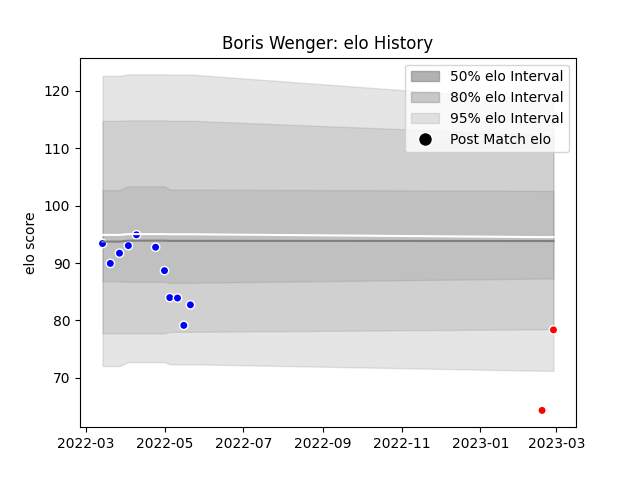 Boris Wenger: elo History
50% elo Interval
80% elo Interval
95% elo Interval
Post Match elo
elo score
120
110
100
90
80
70
2022-03 2022-05 2022-07 2022-09 2022-11 2023-01 2023-03